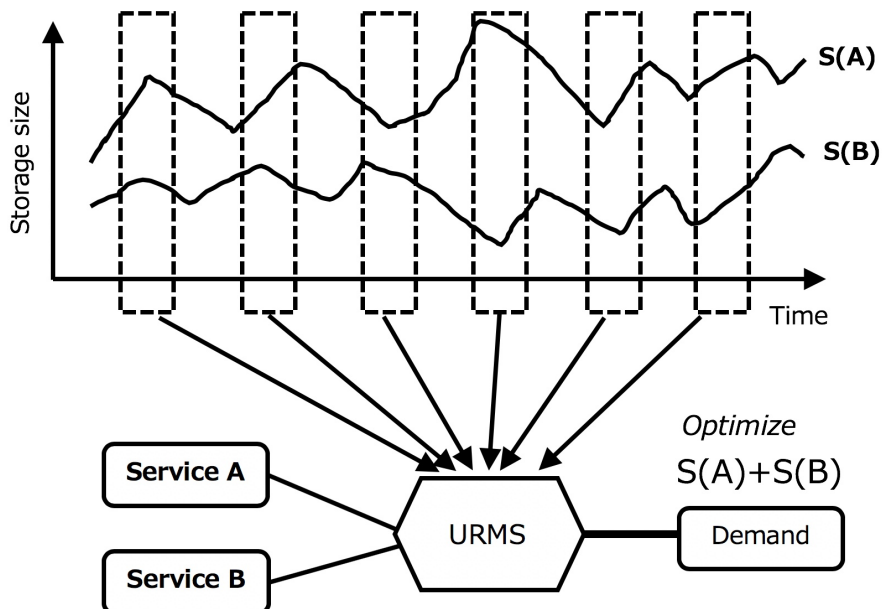 Storage size
S(A)
S(B)
Time
Optimize
S(A)+S(B)
Service A
URMS
Demand
Service B